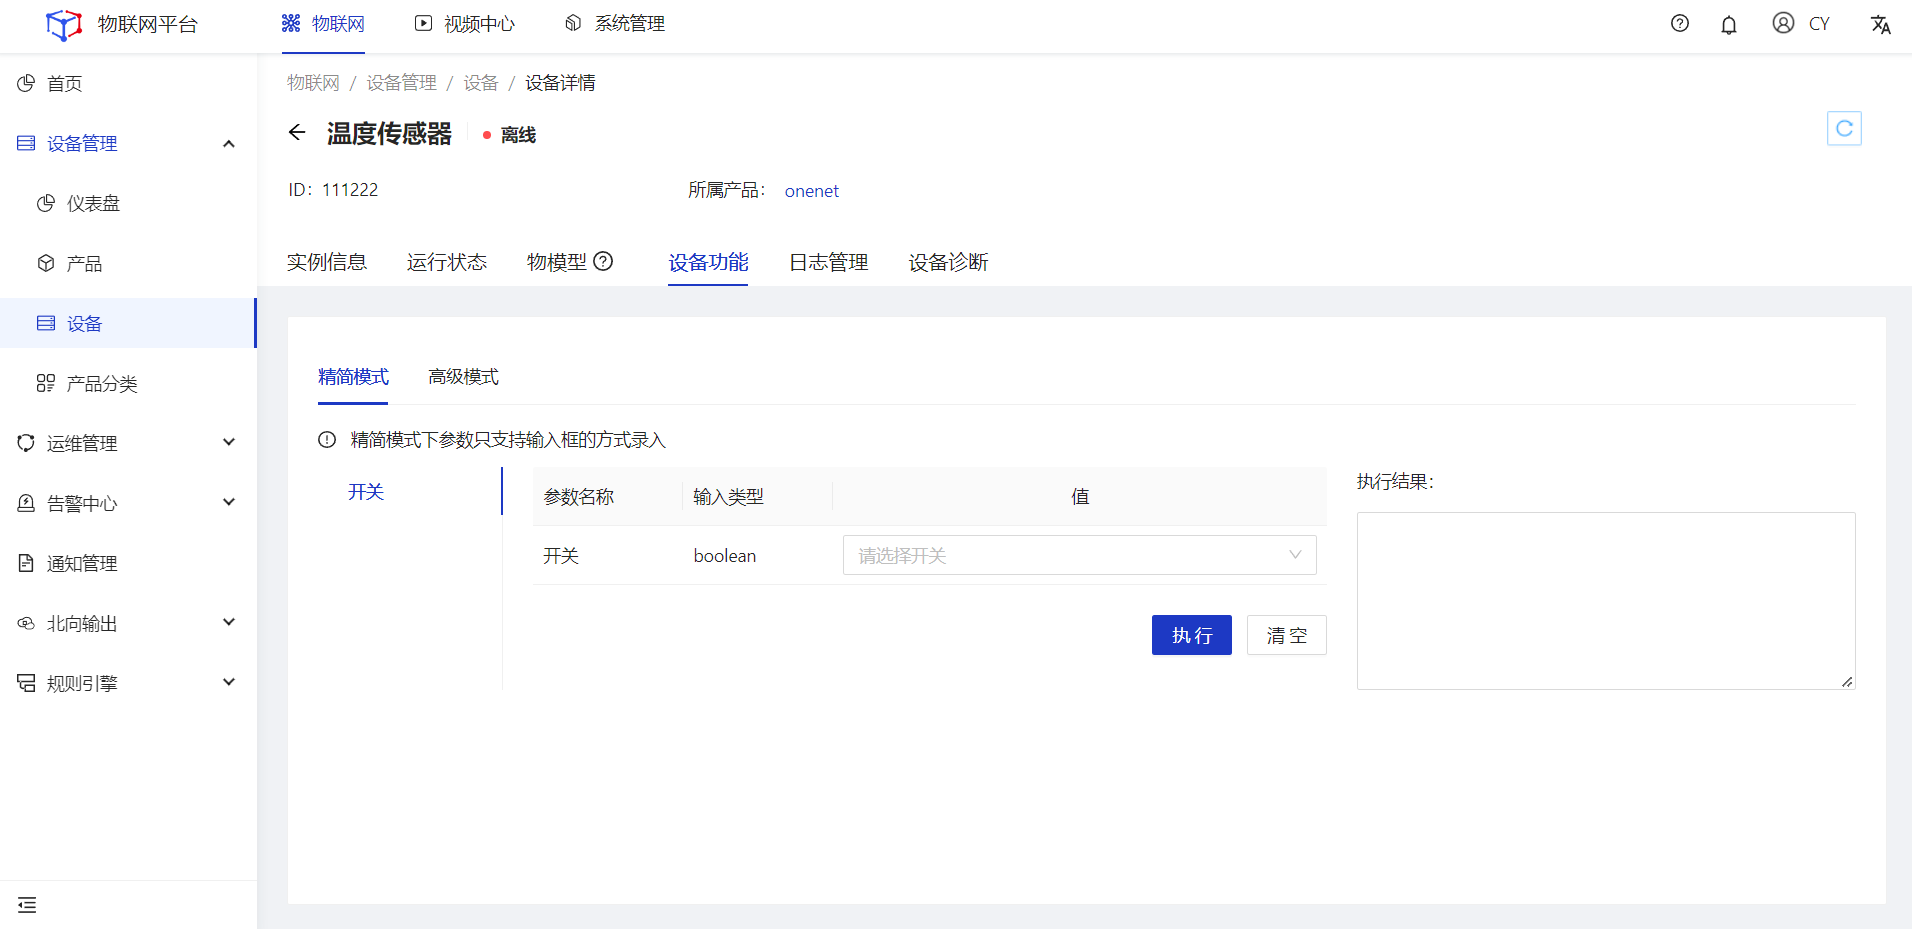 物联网平台
物联网
视频中心
系统管理
CY
首页
设备管理
仪表盘
产品
设备
产品分类
运维管理
告警中心
通知管理
北向输出
规则引擎
物联网 / 设备管理 / 设备 / 设备详情
温度传感器
离线
ID：111222
所属产品： onenet
实例信息
运行状态
物模型
设备功能
日志管理
设备诊断
精简模式
高级模式
精简模式下参数只支持输入框的方式录入
开关
参数名称
输入类型
值
开关
boolean
请选择开关
执行
清空
执行结果：